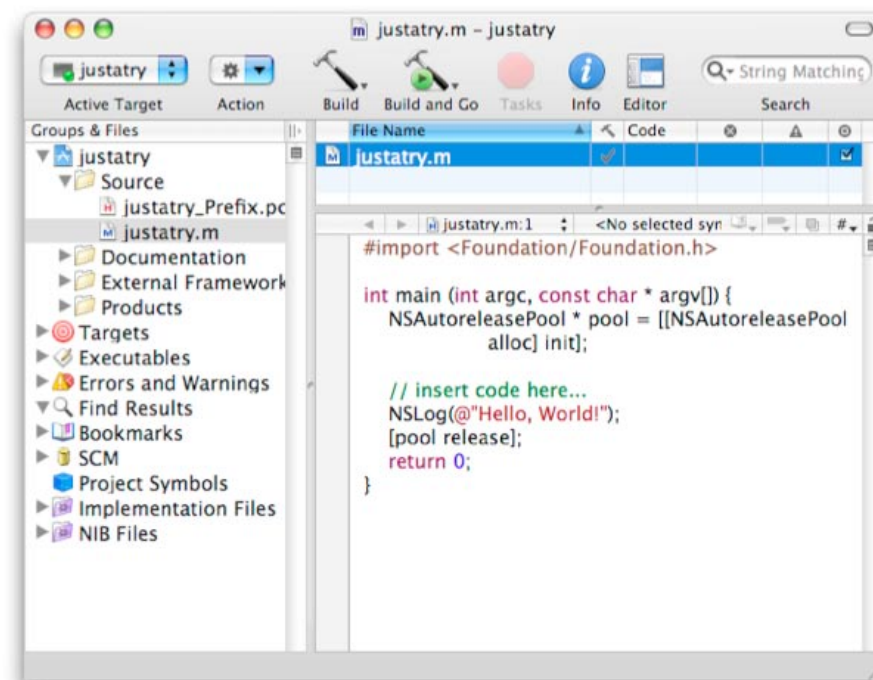 justatry.m – justatry
justatry
Active Target
Action
Build
Build and Go
Tasks
Info
Editor
String Matching
Search
Groups & Files
justatry
Source
justatry_Prefix.pc
justatry.m
Documentation
External Framework
Products
Targets
Executables
Errors and Warnings
Find Results
Bookmarks
SCM
Project Symbols
Implementation Files
NIB Files
File Name
Code
justatry.m
justatry.m:1
<No selected syn
#
#import <Foundation/Foundation.h>
int main (int argc, const char * argv[]) {
NSAutoreleasePool * pool = [[NSAutoreleasePool
alloc] init];
// insert code here...
NSLog(@"Hello, World!");
[pool release];
return 0;
}